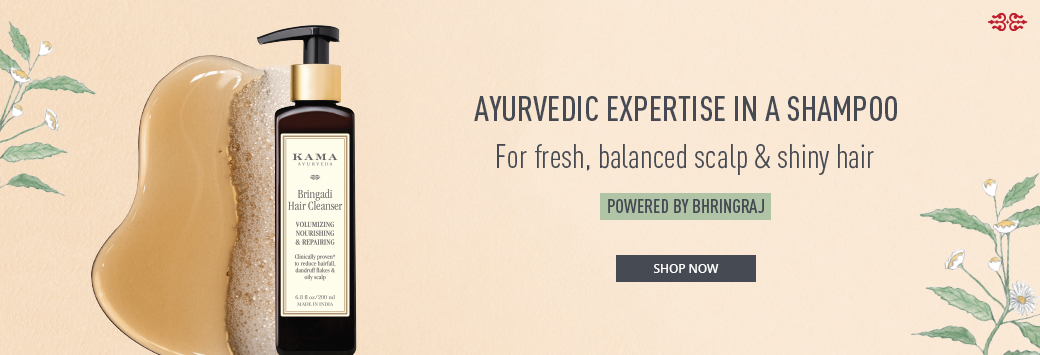 KAMA
AYURVEDA
Bringadi
Hair Cleanser
VOLUMIZING
NOURISHING
& REPAIRING
Clinically proven*
to reduce hairfall,
dandruff flakes &
oily scalp
6.8 fl oz/200 ml
MADE IN INDIA
AYURVEDIC EXPERTISE IN A SHAMPOO
For fresh, balanced scalp & shiny hair
POWERED BY BHRINGRAJ
SHOP NOW